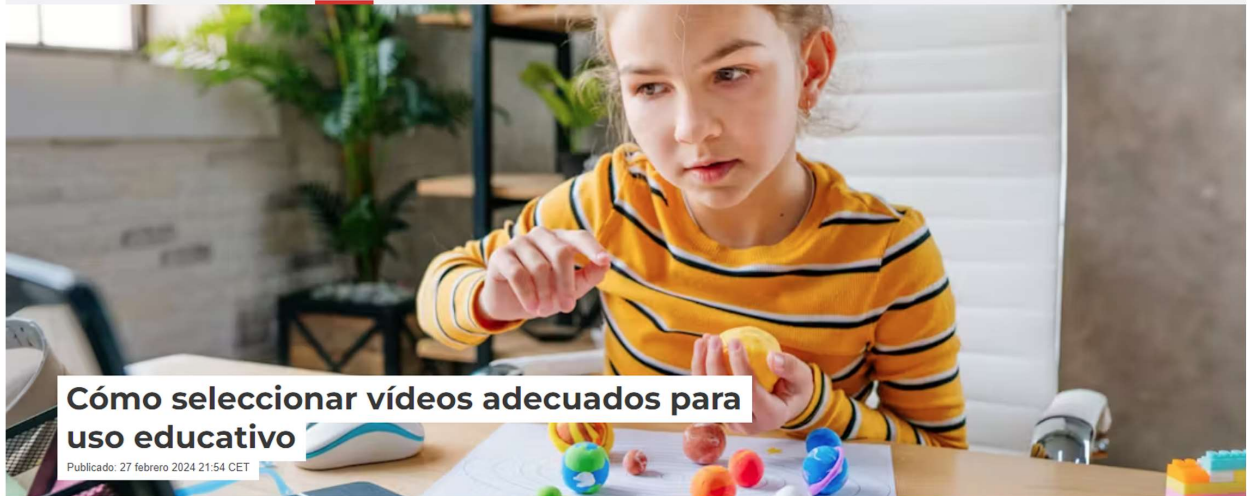 Cómo seleccionar vídeos adecuados para
uso educativo
Publicado: 27 febrero 2024 21:54 CET